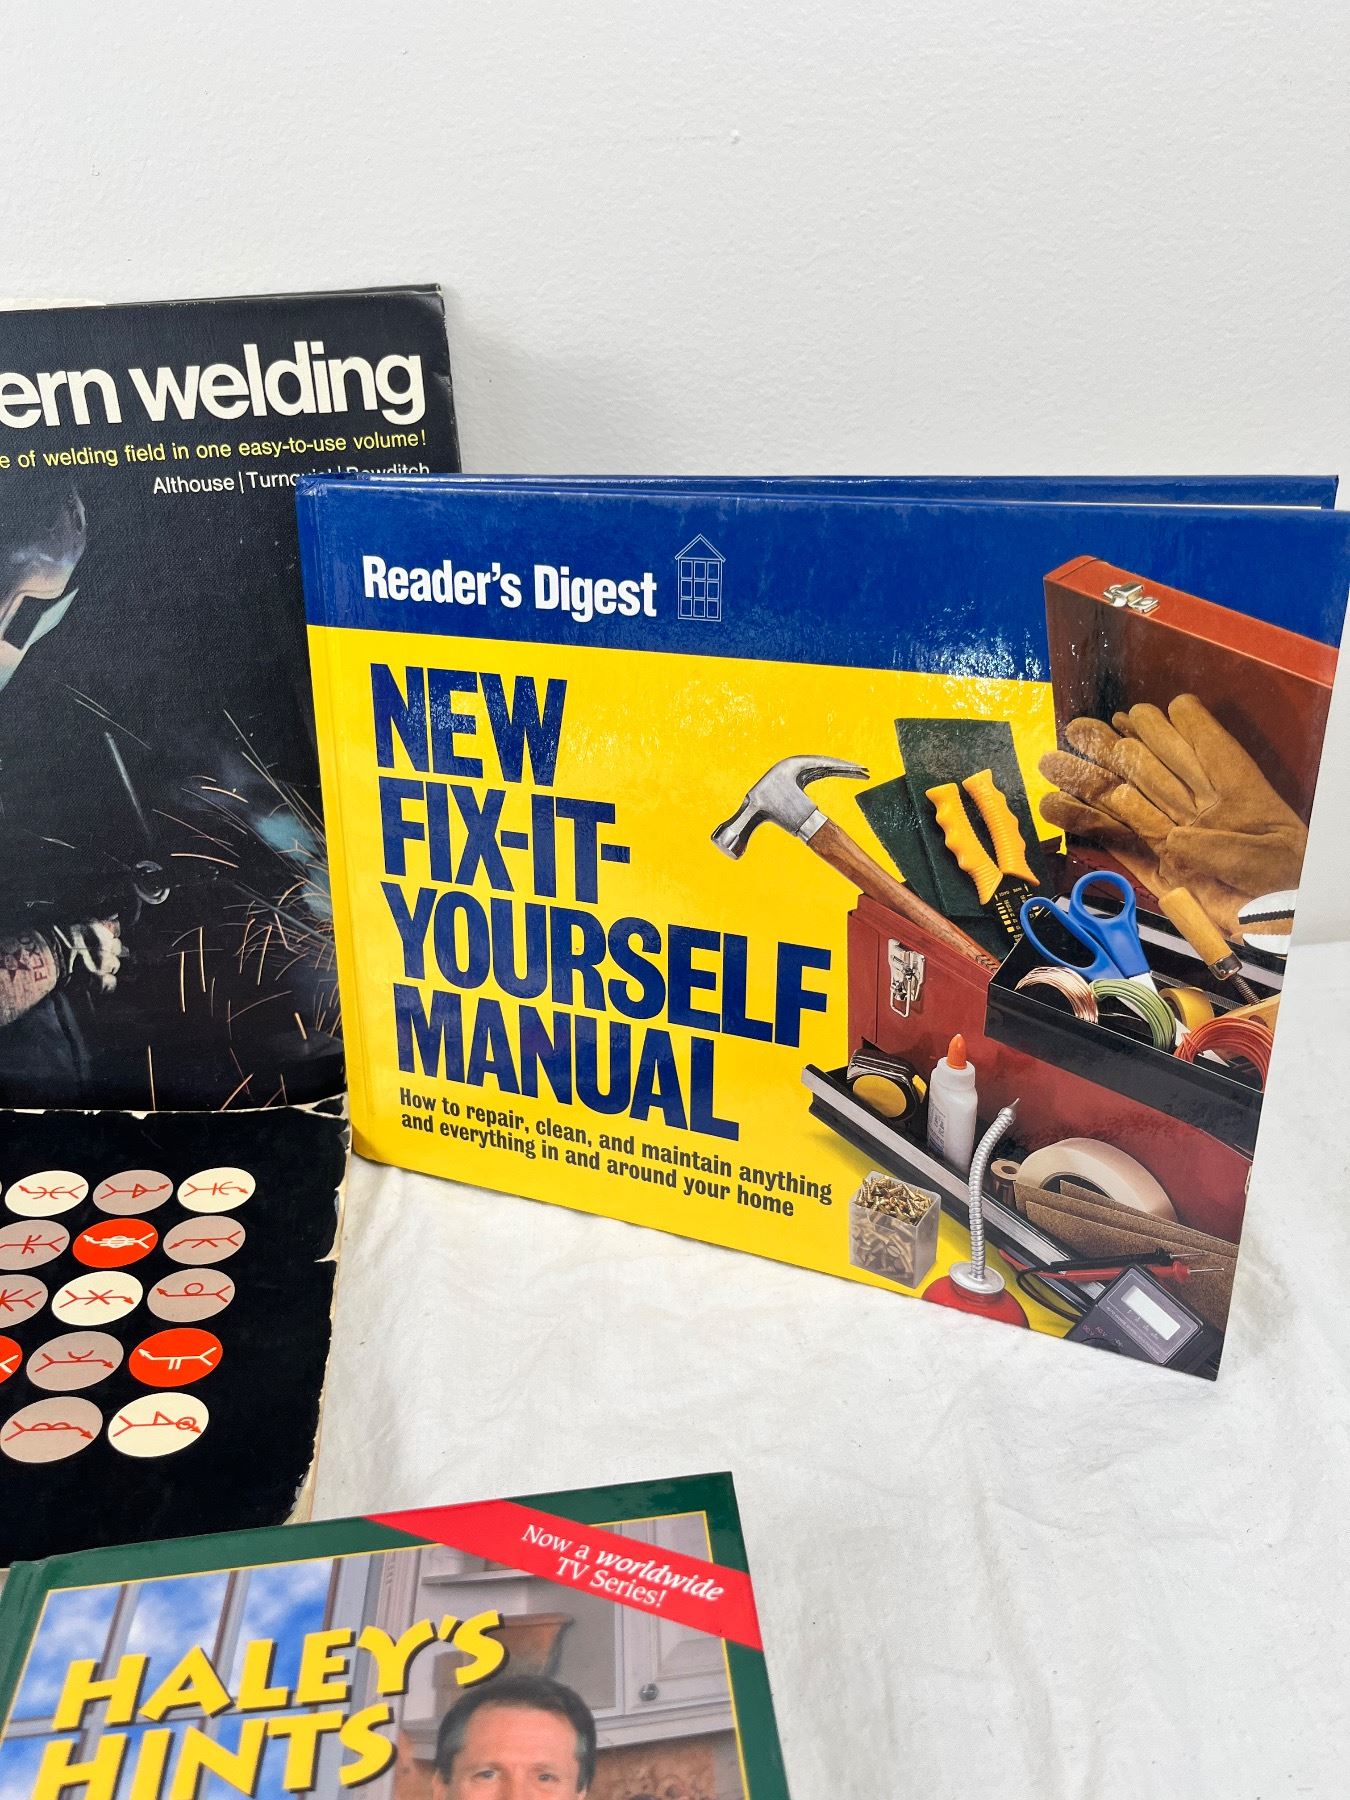 ern welding
e of welding field in one easy-to-use volume!
Althouse | Bowditch
Reader's Digest
NEW
FIX-IT-
YOURSELF
MANUAL
How to repair, clean, and maintain anything
and everything in and around your home
Now a worldwide
TV Series!
HALEY'S
HINTS